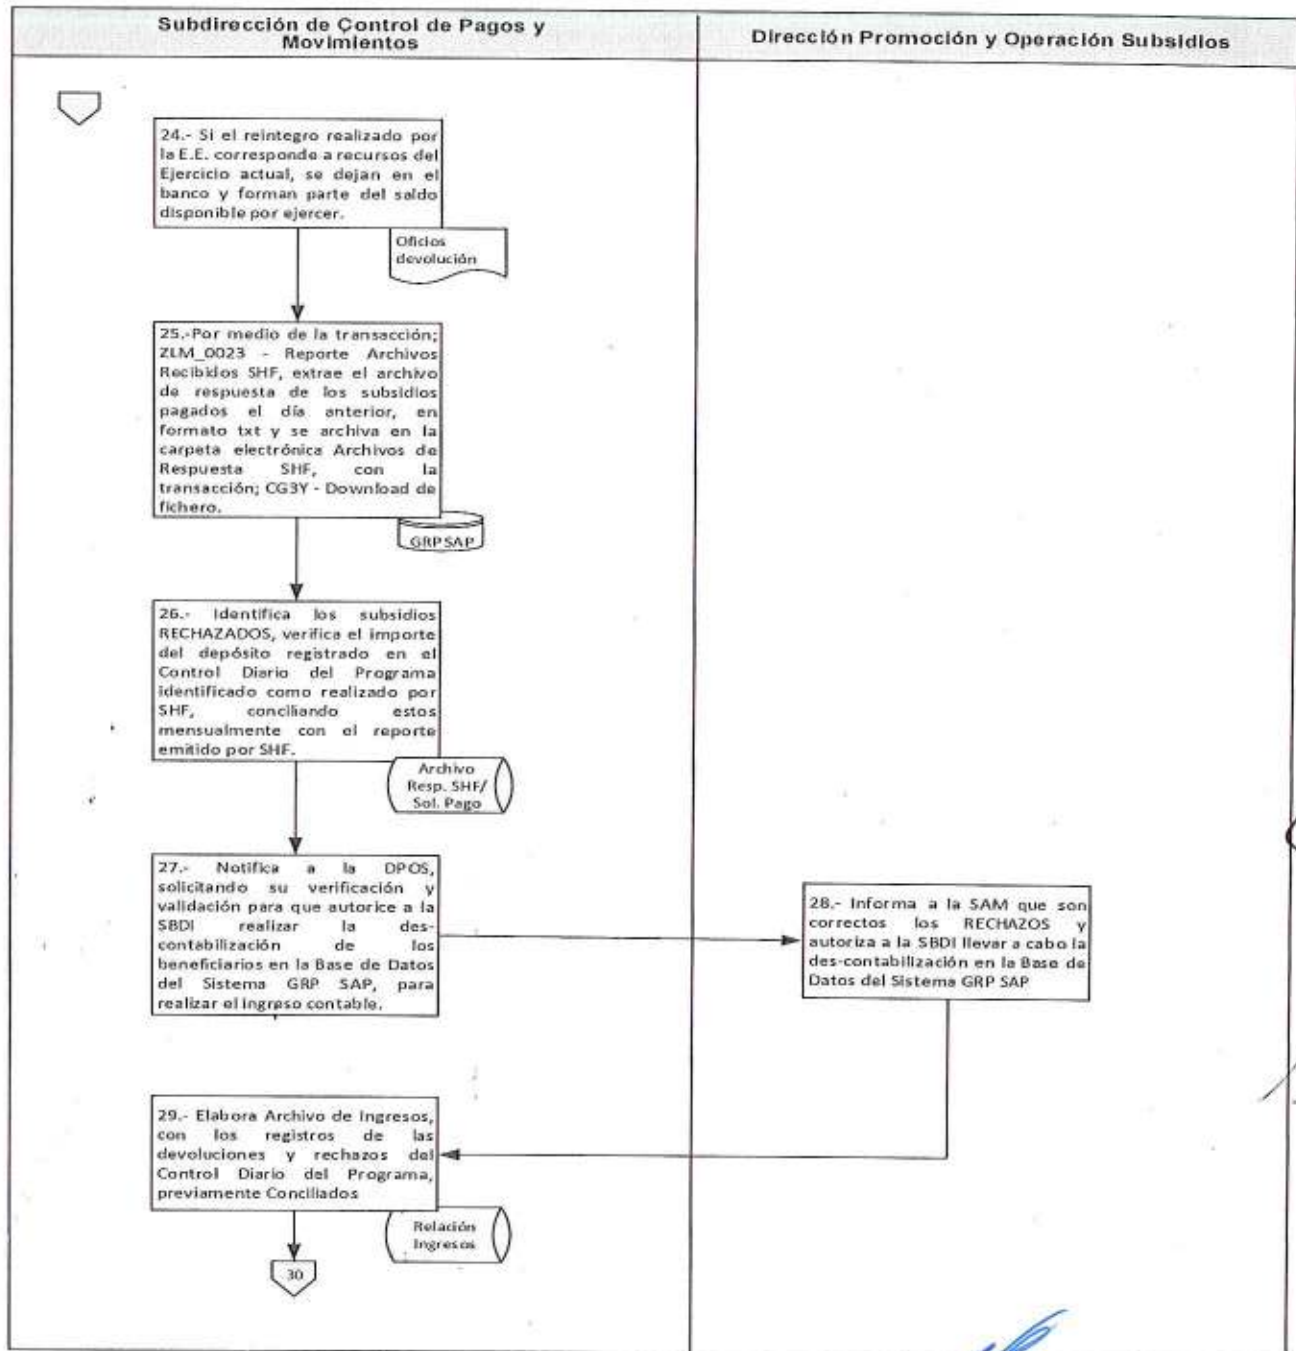 Subdirección de Control de Pagos y
Movimientos
Dirección Promoción y Operación Subsidios
24.- Si el reintegro realizado por
la E.E. corresponde a recursos del
Ejercicio actual, se dejan en el
banco y forman parte del saldo
disponible por ejercer.
Oficios
devolución
25.-Por medio de la transacción;
ZLM_0023 - Reporte Archivos
Recibidos SHF, extrae el archivo
de respuesta de los subsidios
pagados el día anterior, en
formato txt y se archiva en la
carpeta electrónica Archivos de
Respuesta SHF, con la
transacción; CG3Y - Download de
fichero.
GRP SAP
26.- Identifica los subsidios
RECHAZADOS, verifica el importe
del depósito registrado en el
Control Diario del Programa
identificado como realizado por
SHF, conciliando estos
mensualmente con el reporte
emitido por SHF.
Archivo
Resp. SHF/
Sol. Pago
27.- Notifica a la DPOS,
solicitando su verificación y
validación para que autorice a la
SBDI realizar la des-
contabilización de los
beneficiarios en la Base de Datos
del Sistema GRP SAP, para
realizar el ingreso contable.
28.- Informa a la SAM que son
correctos los RECHAZOS y
autoriza a la SBDI llevar a cabo la
des-contabilización en la Base de
Datos del Sistema GRP SAP
29.- Elabora Archivo de Ingresos,
con los registros de las
devoluciones y rechazos del
Control Diario del Programa,
previamente Conciliados
Relación
Ingresos
30